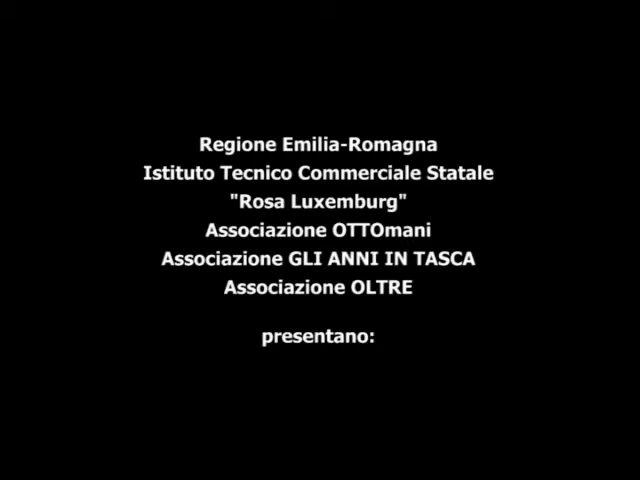 Regione Emilia-Romagna
Istituto Tecnico Commerciale Statale
"Rosa Luxemburg"
Associazione OTTOmani
Associazione GLI ANNI IN TASCA
Associazione OLTRE
presentano: